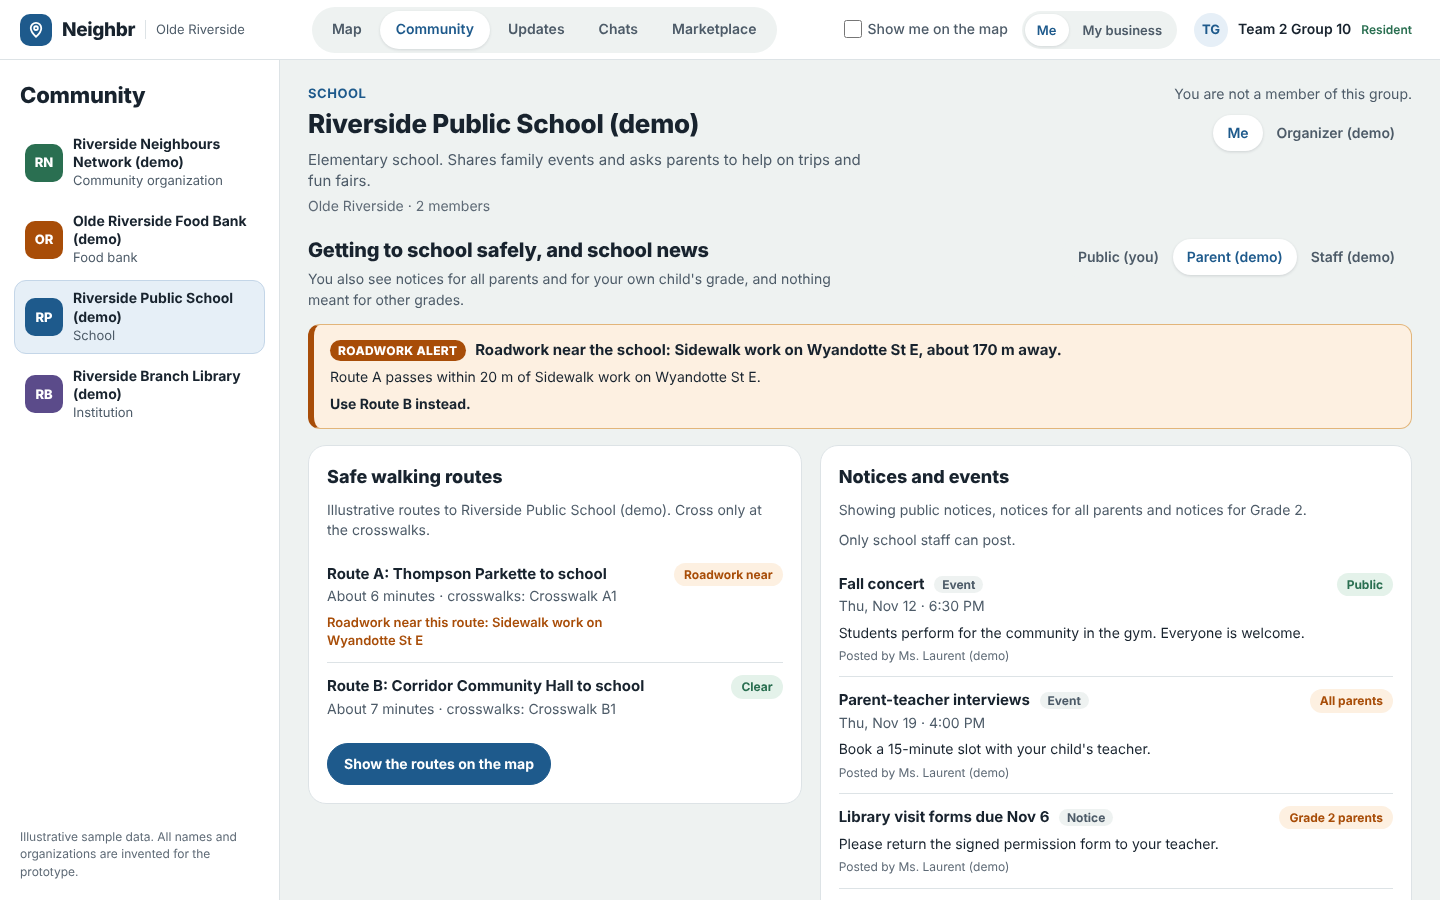 Neighbr
Olde Riverside
Map
Community
Updates
Chats
Marketplace
Show me on the map
Me
My business
TG
Team 2 Group 10
Resident
Community
RN
Riverside Neighbours
Network (demo)
Community organization
OR
Olde Riverside Food Bank
(demo)
Food bank
RP
Riverside Public School
(demo)
School
RB
Riverside Branch Library
(demo)
Institution
Illustrative sample data. All names and
organizations are invented for the
prototype.
SCHOOL
Riverside Public School (demo)
Elementary school. Shares family events and asks parents to help on trips and
fun fairs.
Olde Riverside · 2 members
You are not a member of this group.
Me
Organizer (demo)
Getting to school safely, and school news
You also see notices for all parents and for your own child's grade, and nothing
meant for other grades.
Public (you)
Parent (demo)
Staff (demo)
ROADWORK ALERT
Roadwork near the school: Sidewalk work on Wyandotte St E, about 170 m away.
Route A passes within 20 m of Sidewalk work on Wyandotte St E.
Use Route B instead.
Safe walking routes
Illustrative routes to Riverside Public School (demo). Cross only at
the crosswalks.
Route A: Thompson Parkette to school
Roadwork near
About 6 minutes · crosswalks: Crosswalk A1
Roadwork near this route: Sidewalk work on
Wyandotte St E
Route B: Corridor Community Hall to school
Clear
About 7 minutes · crosswalks: Crosswalk B1
Show the routes on the map
Notices and events
Showing public notices, notices for all parents and notices for Grade 2.
Only school staff can post.
Fall concert
Event
Public
Thu, Nov 12 · 6:30 PM
Students perform for the community in the gym. Everyone is welcome.
Posted by Ms. Laurent (demo)
Parent-teacher interviews
Event
All parents
Thu, Nov 19 · 4:00 PM
Book a 15-minute slot with your child's teacher.
Posted by Ms. Laurent (demo)
Library visit forms due Nov 6
Notice
Grade 2 parents
Please return the signed permission form to your teacher.
Posted by Ms. Laurent (demo)